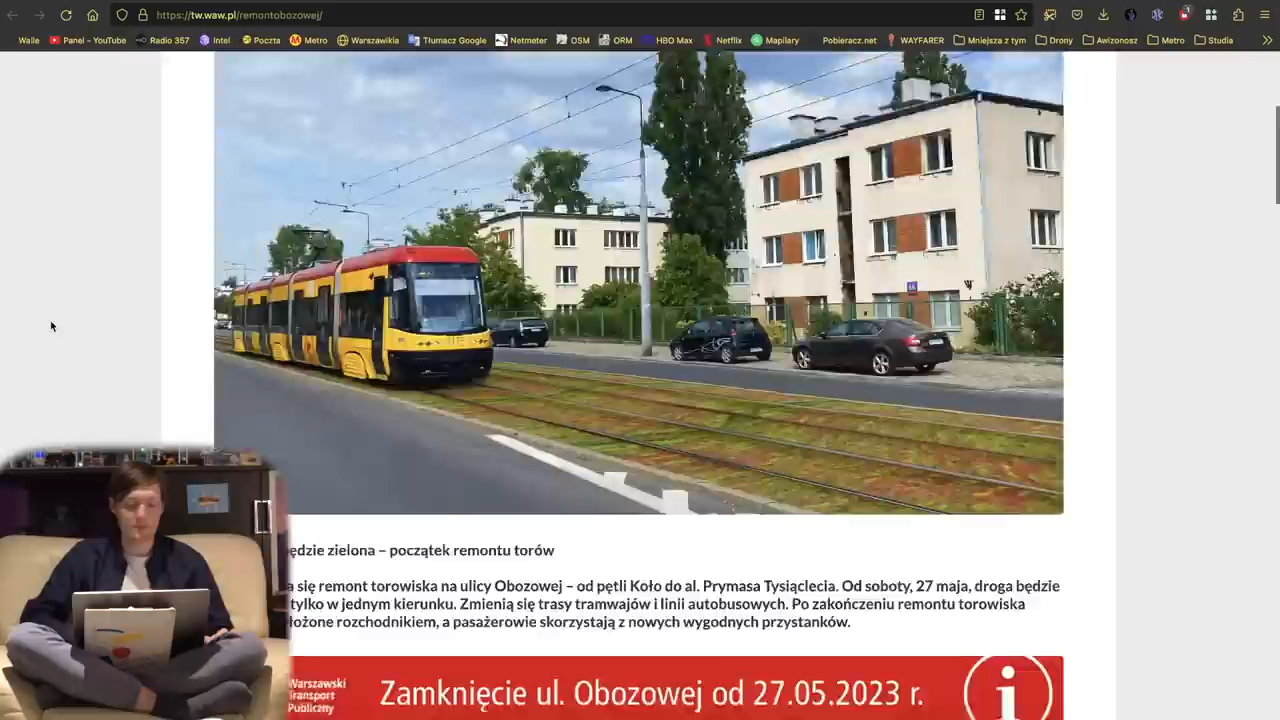 https://tw.waw.pl/remontobozowej/
Walle Panel – YouTube Radio 357 Intel Poczta Metro Warszawikia Tłumacz Google Netmeter OSM ORM HBO Max Netflix Mapilary Pobieracz.net WAYFARER Mniejsza z tym Drony Awizonosz Metro Studia
ędzie zielona – początek remontu torów
a się remont torowiska na ulicy Obozowej – od pętli Koło do al. Prymasa Tysiąclecia. Od soboty, 27 maja, droga będzie
tylko w jednym kierunku. Zmienią się trasy tramwajów i linii autobusowych. Po zakończeniu remontu torowiska
łożone rozchodnikiem, a pasażerowie skorzystają z nowych wygodnych przystanków.
Warszawski
Transport
Publiczny
Zamknięcie ul. Obozowej od 27.05.2023 r.
i